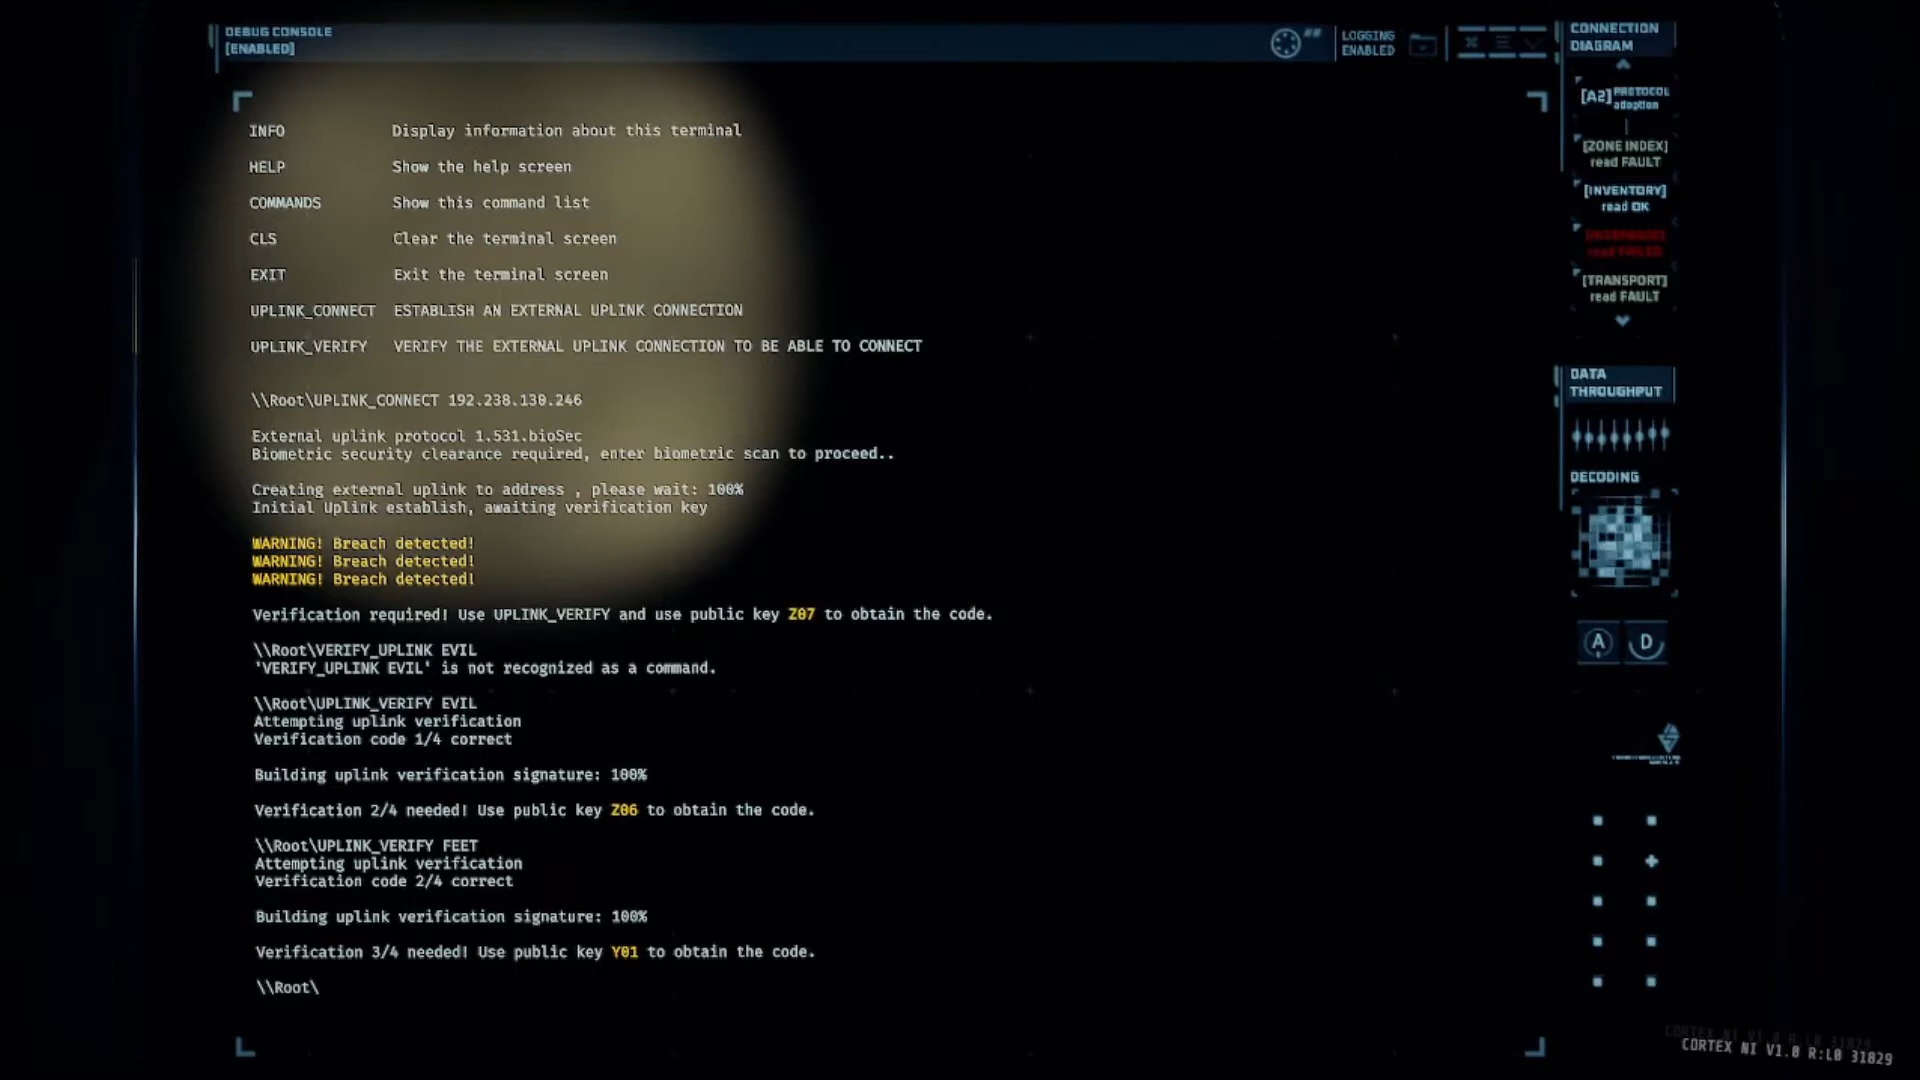 DEBUG CONSOLE
[ENABLED]
LOGGING
ENABLED
INFO Display information about this terminal
HELP Show the help screen
COMMANDS Show this command list
CLS Clear the terminal screen
EXIT Exit the terminal screen
UPLINK_CONNECT ESTABLISH AN EXTERNAL UPLINK CONNECTION
UPLINK_VERIFY VERIFY THE EXTERNAL UPLINK CONNECTION TO BE ABLE TO CONNECT
\\Root\UPLINK_CONNECT 192.238.130.246
External uplink protocol 1.531.bioSec
Biometric security clearance required, enter biometric scan to proceed..
Creating external uplink to address , please wait: 100%
Initial Uplink establish, awaiting verification key
WARNING! Breach detected!
WARNING! Breach detected!
WARNING! Breach detected!
Verification required! Use UPLINK_VERIFY and use public key Z07 to obtain the code.
\\Root\VERIFY_UPLINK EVIL
'VERIFY_UPLINK EVIL' is not recognized as a command.
\\Root\UPLINK_VERIFY EVIL
Attempting uplink verification
Verification code 1/4 correct
Building uplink verification signature: 100%
Verification 2/4 needed! Use public key Z06 to obtain the code.
\\Root\UPLINK_VERIFY FEET
Attempting uplink verification
Verification code 2/4 correct
Building uplink verification signature: 100%
Verification 3/4 needed! Use public key Y01 to obtain the code.
\\Root\
CONNECTION
DIAGRAM
[A2] PROTOCOL
adoption
[ZONE INDEX]
read FAULT
[INVENTORY]
read OK
read FAILED
[TRANSPORT]
read FAULT
DATA
THROUGHPUT
DECODING
A D
CORTEX NI V1.0 R:L0 31829